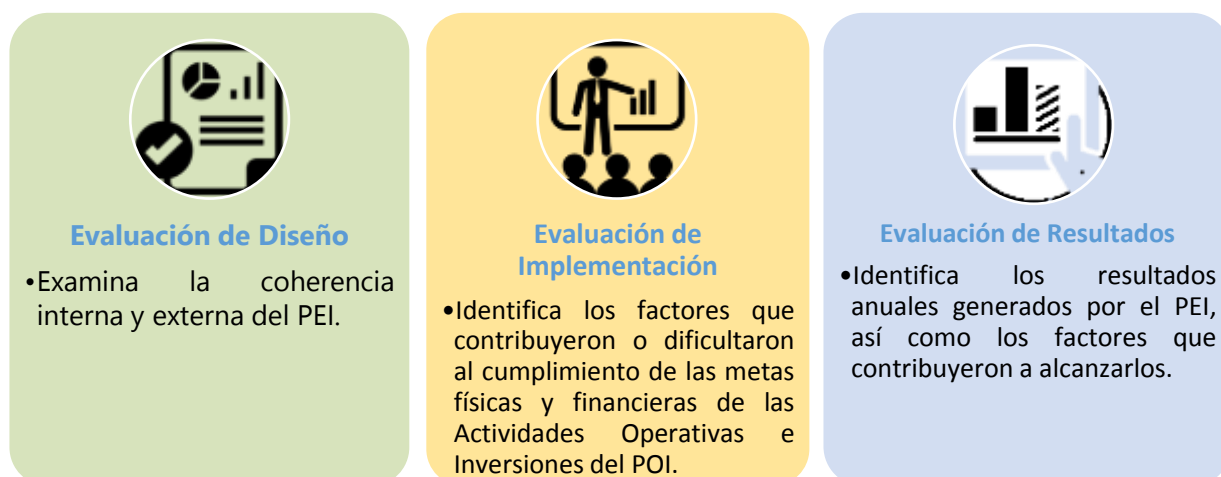 Evaluación de Diseño
•Examina la coherencia
interna y externa del PEI.
Evaluación de
Implementación
•Identifica los factores que
contribuyeron o dificultaron
al cumplimiento de las metas
físicas y financieras de las
Actividades Operativas e
Inversiones del POI.
Evaluación de Resultados
•Identifica los resultados
anuales generados por el PEI,
así como los factores que
contribuyeron a alcanzarlos.